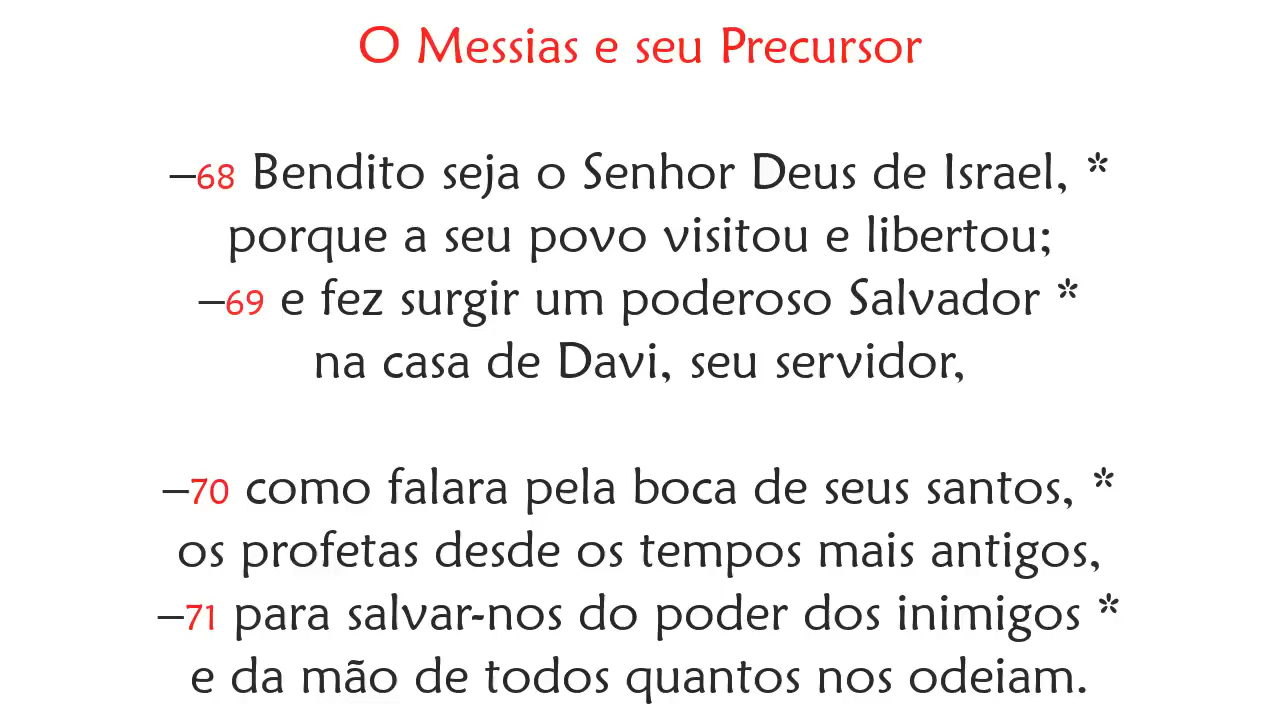 O Messias e seu Precursor
–68 Bendito seja o Senhor Deus de Israel, *
porque a seu povo visitou e libertou;
–69 e fez surgir um poderoso Salvador *
na casa de Davi, seu servidor,
–70 como falara pela boca de seus santos, *
os profetas desde os tempos mais antigos,
–71 para salvar-nos do poder dos inimigos *
e da mão de todos quantos nos odeiam.